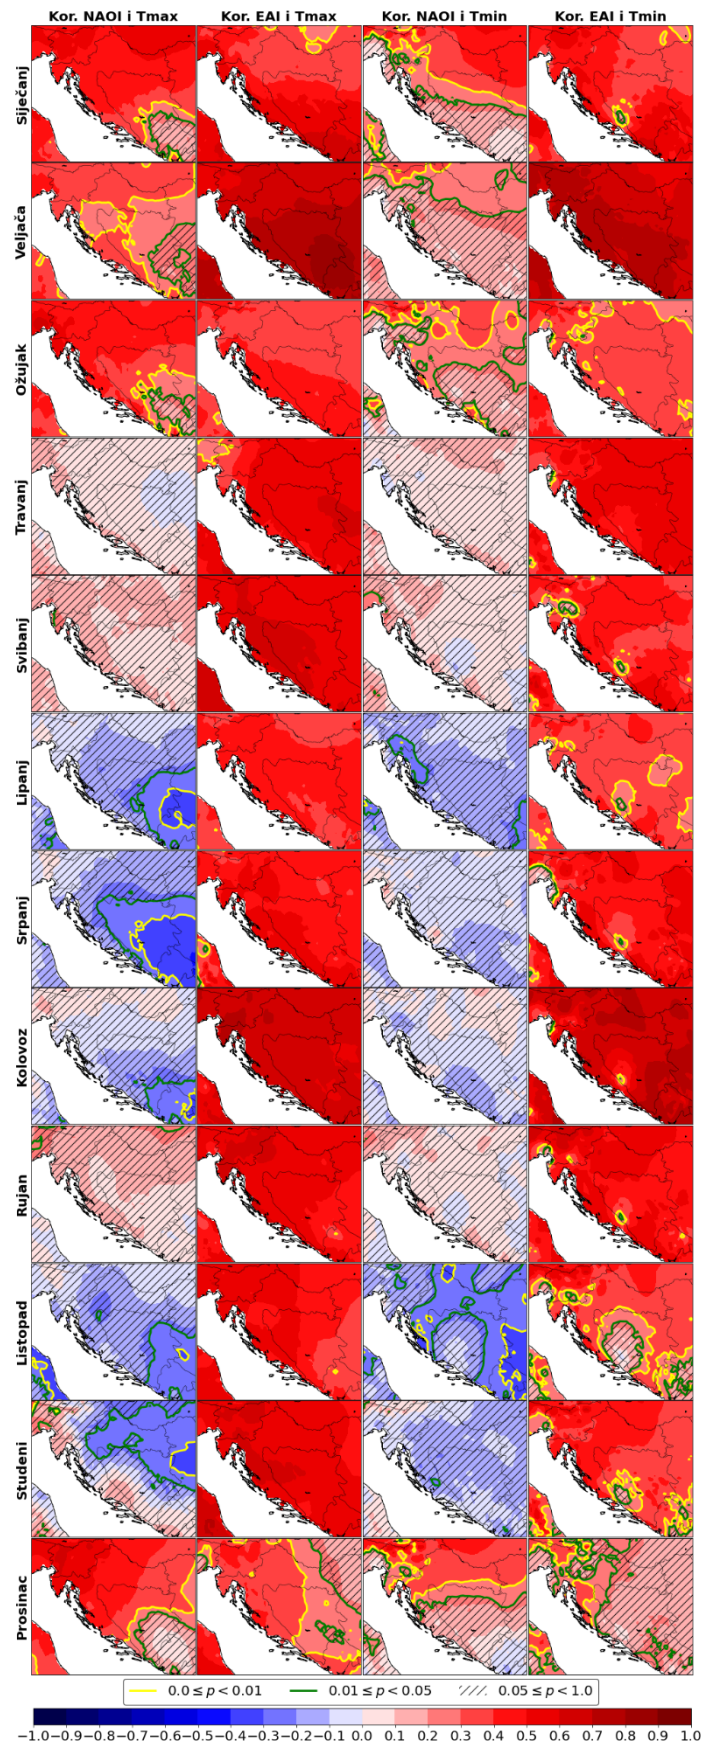 Kor. NAOI i Tmax Kor. EAI i Tmax Kor. NAOI i Tmin Kor. EAI i Tmin
Siječanj
Veljača
Ožujak
Travanj
Svibanj
Lipanj
Srpanj
Kolovoz
Rujan
Listopad
Studeni
Prosinac
0.0 ≤ p < 0.01 0.01 ≤ p < 0.05 0.05 ≤ p < 1.0
−1.0 −0.9 −0.8 −0.7 −0.6 −0.5 −0.4 −0.3 −0.2 −0.1 0.0 0.1 0.2 0.3 0.4 0.5 0.6 0.7 0.8 0.9 1.0